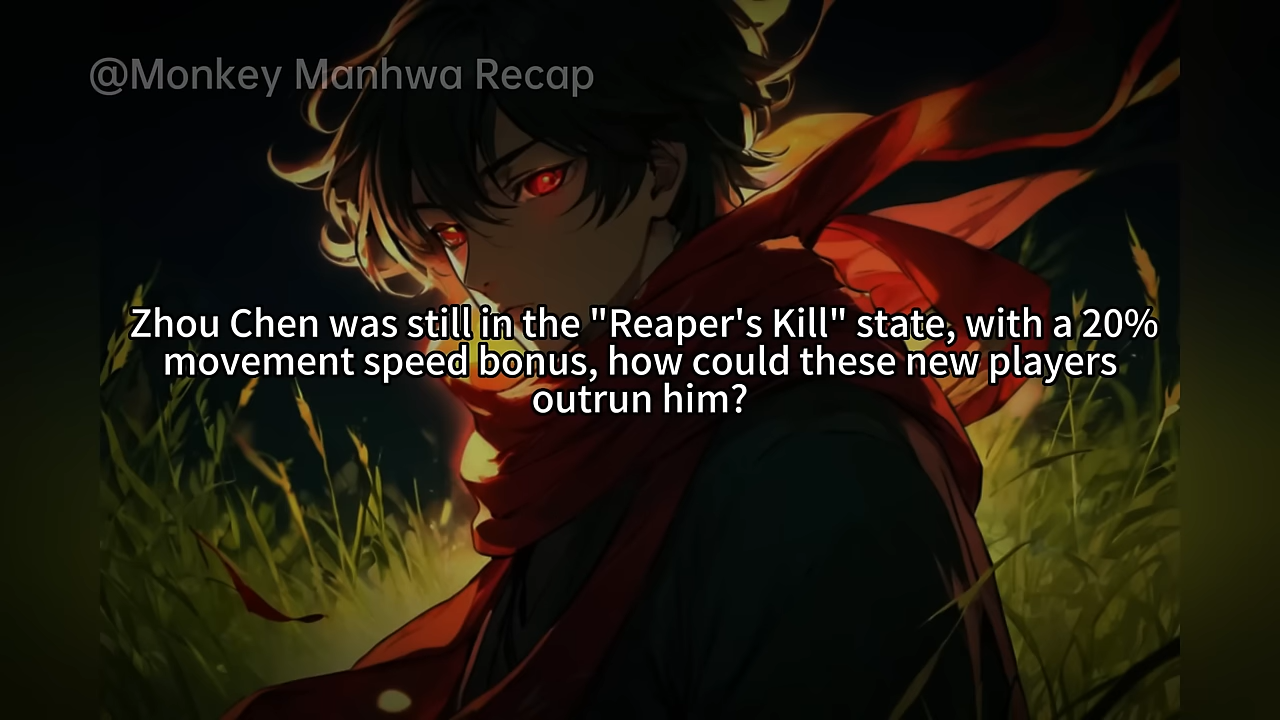 @Monkey Manhwa Recap
Zhou Chen was still in the "Reaper's Kill" state, with a 20%
movement speed bonus, how could these new players
outrun him?